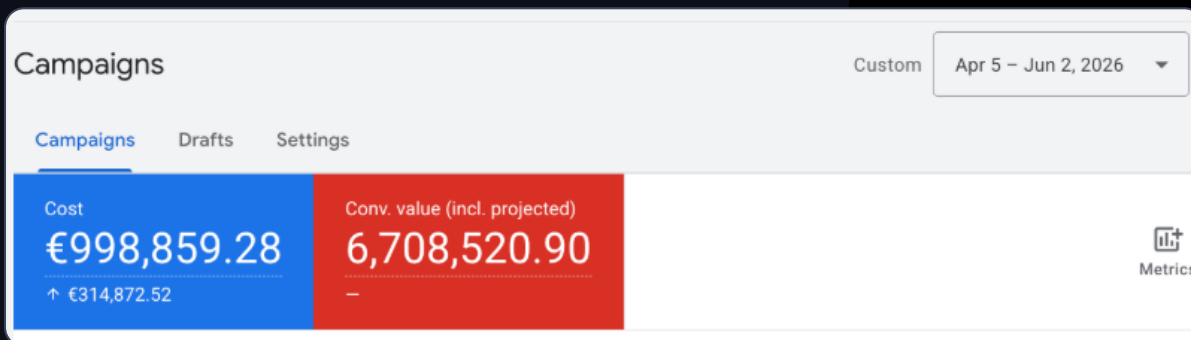 Campaigns
Custom
Apr 5 – Jun 2, 2026
Campaigns
Drafts
Settings
Cost
€998,859.28
↑ €314,872.52
Conv. value (incl. projected)
6,708,520.90
—
Metrics